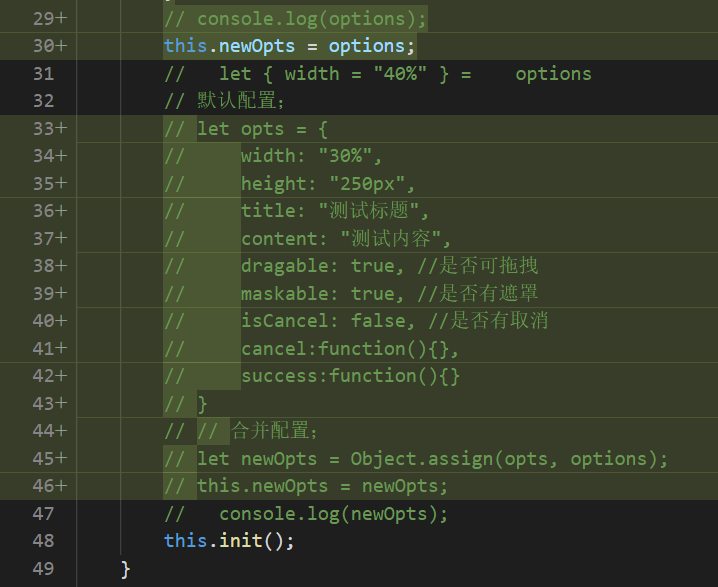 29+ // console.log(options);
30+ this.newOpts = options;
31 //   let { width = "40%" } =    options
32 // 默认配置;
33+ // let opts = {
34+ //     width: "30%",
35+ //     height: "250px",
36+ //     title: "测试标题",
37+ //     content: "测试内容",
38+ //     dragable: true, //是否可拖拽
39+ //     maskable: true, //是否有遮罩
40+ //     isCancel: false, //是否有取消
41+ //     cancel:function(){},
42+ //     success:function(){}
43+ // }
44+ // // 合并配置;
45+ // let newOpts = Object.assign(opts, options);
46+ // this.newOpts = newOpts;
47 //   console.log(newOpts);
48 this.init();
49 }